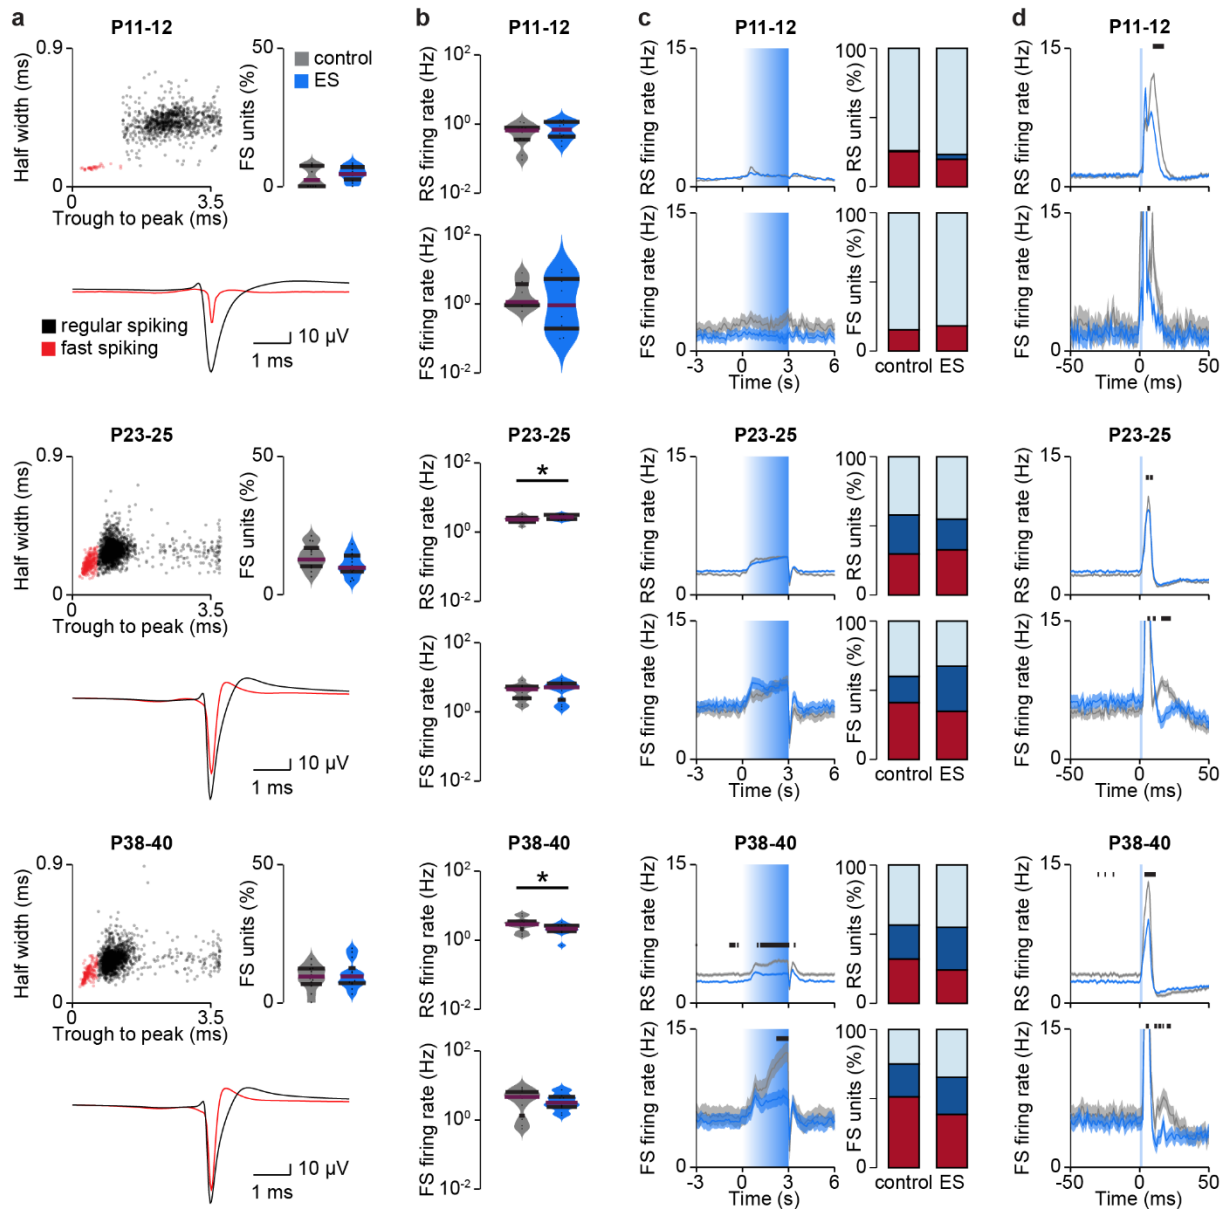 a
b
c
d
P11-12
P11-12
P11-12
P11-12
0.9
Half width (ms)
0
3.5
Trough to peak (ms)
50
FS units (%)
0
control
ES
10 µV
1 ms
regular spiking
fast spiking
10²
10⁰
10⁻²
RS firing rate (Hz)
10²
10⁰
10⁻²
FS firing rate (Hz)
15
RS firing rate (Hz)
0
100
RS units (%)
0
15
FS firing rate (Hz)
0
-3
0
3
6
Time (s)
100
FS units (%)
0
control ES
15
RS firing rate (Hz)
0
15
FS firing rate (Hz)
0
-50
0
50
Time (ms)
P23-25
P23-25
P23-25
P23-25
0.9
Half width (ms)
0
0
3.5
Trough to peak (ms)
50
FS units (%)
0
10 µV
1 ms
10²
10⁰
10⁻²
RS firing rate (Hz)
*
10²
10⁰
10⁻²
FS firing rate (Hz)
15
RS firing rate (Hz)
0
100
RS units (%)
0
15
FS firing rate (Hz)
0
-3
0
3
6
Time (s)
100
FS units (%)
0
control ES
15
RS firing rate (Hz)
0
15
FS firing rate (Hz)
0
-50
0
50
Time (ms)
P38-40
P38-40
P38-40
P38-40
0.9
Half width (ms)
0
0
3.5
Trough to peak (ms)
50
FS units (%)
0
10 µV
1 ms
10²
10⁰
10⁻²
RS firing rate (Hz)
*
10²
10⁰
10⁻²
FS firing rate (Hz)
15
RS firing rate (Hz)
0
100
RS units (%)
0
15
FS firing rate (Hz)
0
-3
0
3
6
Time (s)
100
FS units (%)
0
control ES
15
RS firing rate (Hz)
0
15
FS firing rate (Hz)
0
-50
0
50
Time (ms)